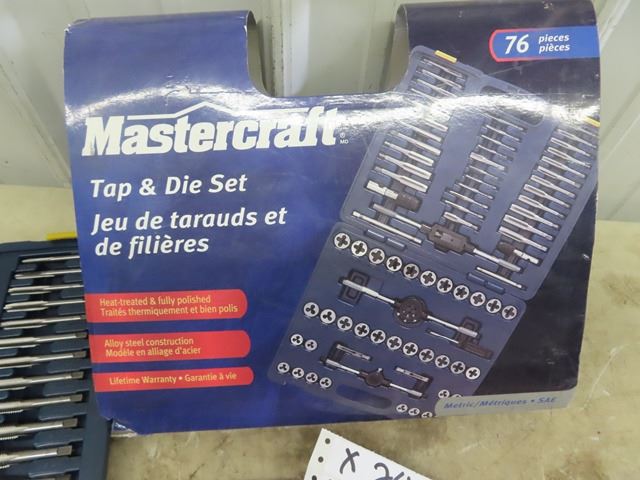 76 pieces
pièces
Mastercraft®
MD
Tap & Die Set
Jeu de tarauds et
de filières
Heat-treated & fully polished
Traités thermiquement et bien polis
Alloy steel construction
Modèle en alliage d'acier
Lifetime Warranty • Garantie à vie
Metric/Métriques • SAE
X